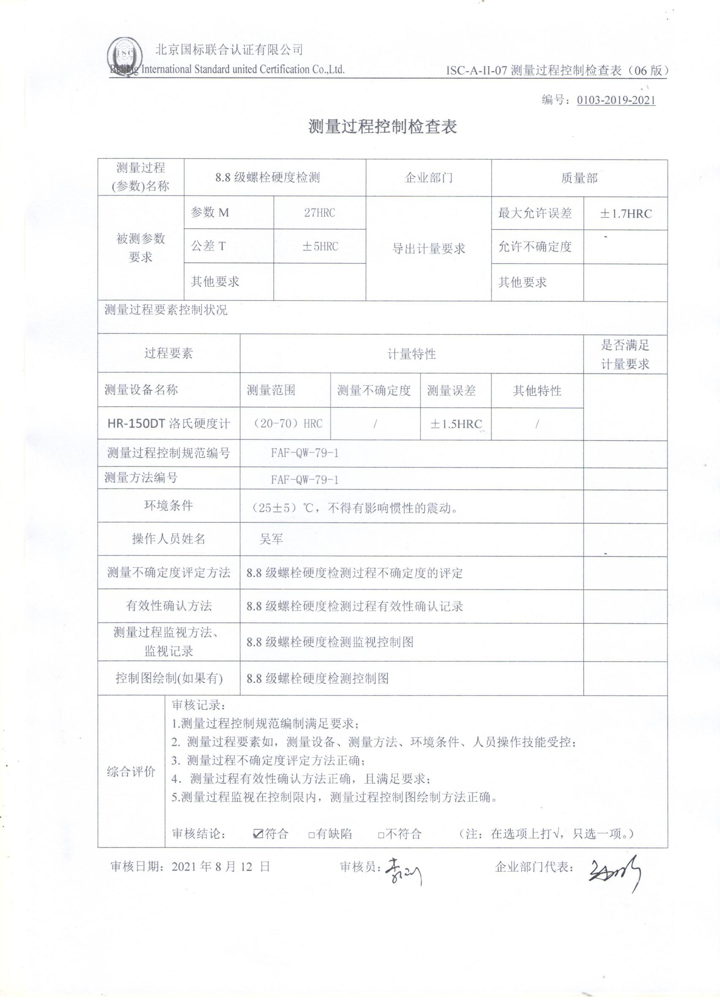 ISC
北京国标联合认证有限公司
Beijing International Standard united Certification Co.,Ltd.
ISC-A-II-07 测量过程控制检查表（06 版）
编号：0103-2019-2021
测量过程控制检查表
测量过程
(参数)名称
8.8 级螺栓硬度检测
企业部门
质量部
被测参数
要求
参数 M
27HRC
导出计量要求
最大允许误差
±1.7HRC
公差 T
±5HRC
允许不确定度
其他要求
其他要求
测量过程要素控制状况
过程要素
计量特性
是否满足
计量要求
测量设备名称
测量范围
测量不确定度
测量误差
其他特性
HR-150DT 洛氏硬度计
（20-70）HRC
/
±1.5HRC
/
测量过程控制规范编号
FAF-QW-79-1
测量方法编号
FAF-QW-79-1
环境条件
（25±5）℃，不得有影响惯性的震动。
操作人员姓名
吴军
测量不确定度评定方法
8.8 级螺栓硬度检测过程不确定度的评定
有效性确认方法
8.8 级螺栓硬度检测过程有效性确认记录
测量过程监视方法、
监视记录
8.8 级螺栓硬度检测监视控制图
控制图绘制(如果有)
8.8 级螺栓硬度检测控制图
综合评价
审核记录：
1.测量过程控制规范编制满足要求；
2. 测量过程要素如，测量设备、测量方法、环境条件、人员操作技能受控；
3. 测量过程不确定度评定方法正确；
4. 测量过程有效性确认方法正确，且满足要求；
5.测量过程监视在控制限内，测量过程控制图绘制方法正确。
审核结论： ☑符合 □有缺陷 □不符合 （注：在选项上打√，只选一项。）
审核日期：2021 年 8 月 12 日
审核员：
企业部门代表：